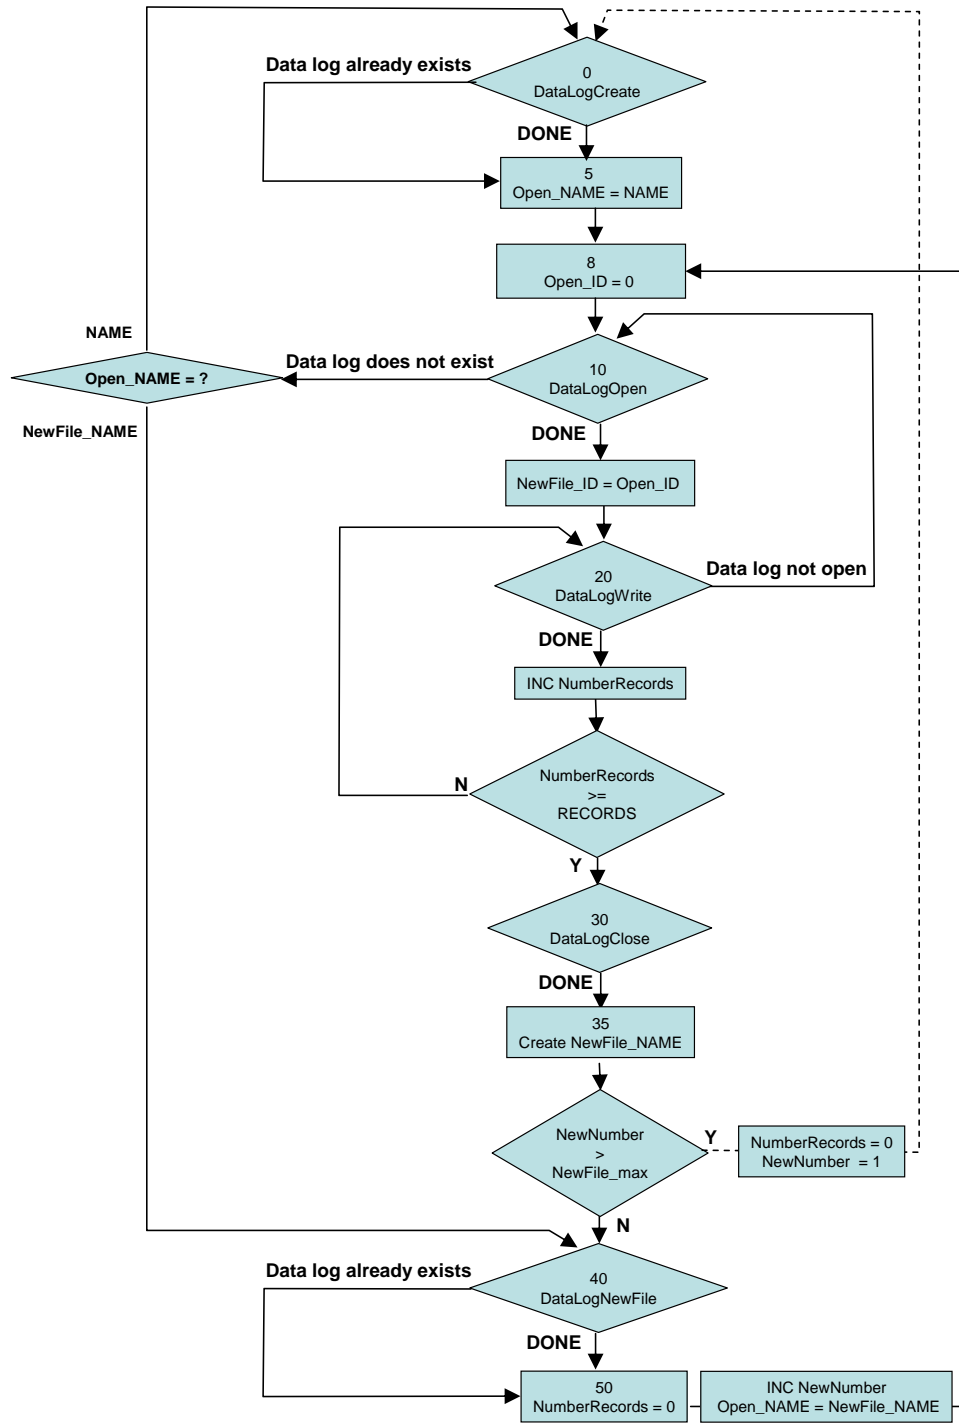 Data log already exists
0
DataLogCreate
DONE
5
Open_NAME = NAME
8
Open_ID = 0
NAME
Data log does not exist
Open_NAME = ?
10
DataLogOpen
NewFile_NAME
DONE
NewFile_ID = Open_ID
20
DataLogWrite
Data log not open
DONE
INC NumberRecords
NumberRecords
>=
RECORDS
N
Y
30
DataLogClose
DONE
35
Create NewFile_NAME
NewNumber
>
NewFile_max
Y
NumberRecords = 0
NewNumber = 1
N
Data log already exists
40
DataLogNewFile
DONE
50
NumberRecords = 0
INC NewNumber
Open_NAME = NewFile_NAME